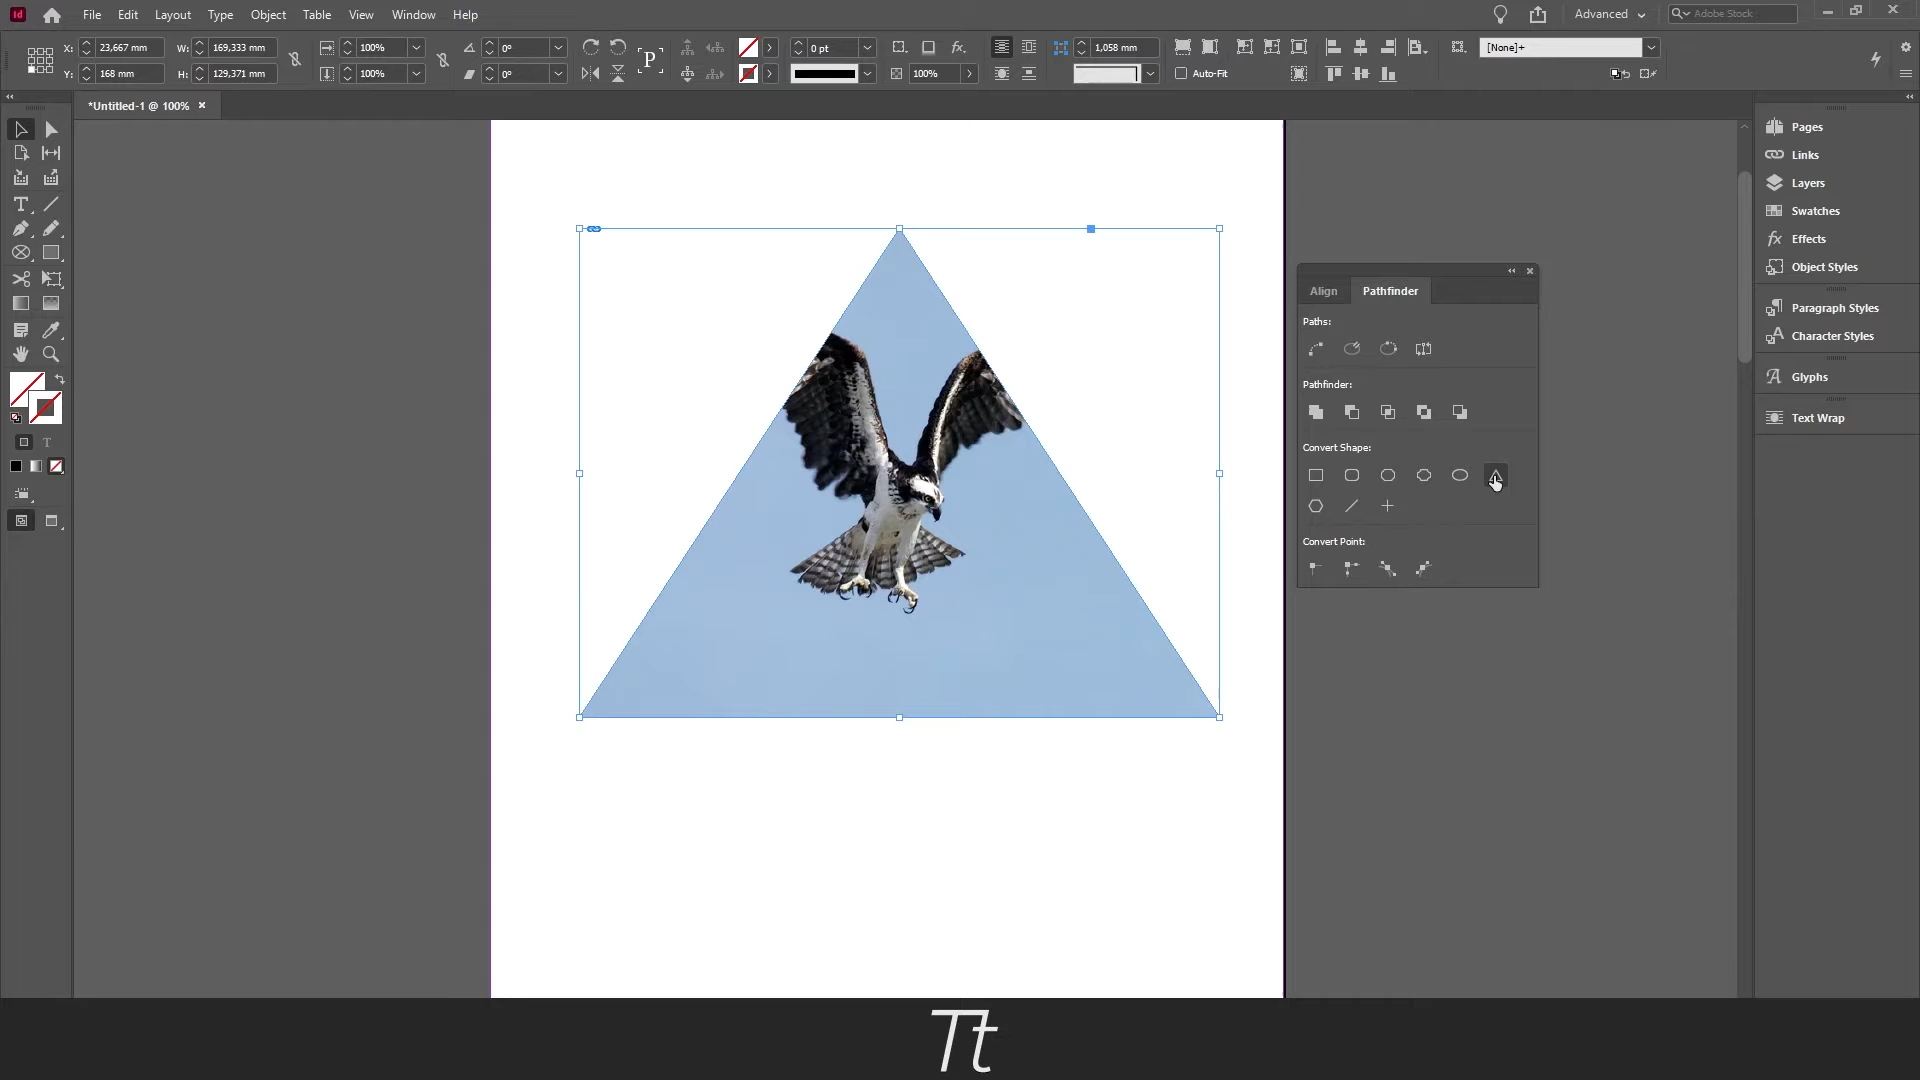 Id
File Edit Layout Type Object Table View Window Help
Advanced
Adobe Stock
X: 23,667 mm W: 169,333 mm 100% 0° P 0 pt fx. 1,058 mm [None]+
Y: 168 mm H: 129,371 mm 100% 0° 100% Auto-Fit
*Untitled-1 @ 100%
Pages
Links
Layers
Swatches
fx Effects
Object Styles
Paragraph Styles
Character Styles
Glyphs
Text Wrap
Align Pathfinder
Paths:
Pathfinder:
Convert Shape:
Convert Point:
T
T
Tt